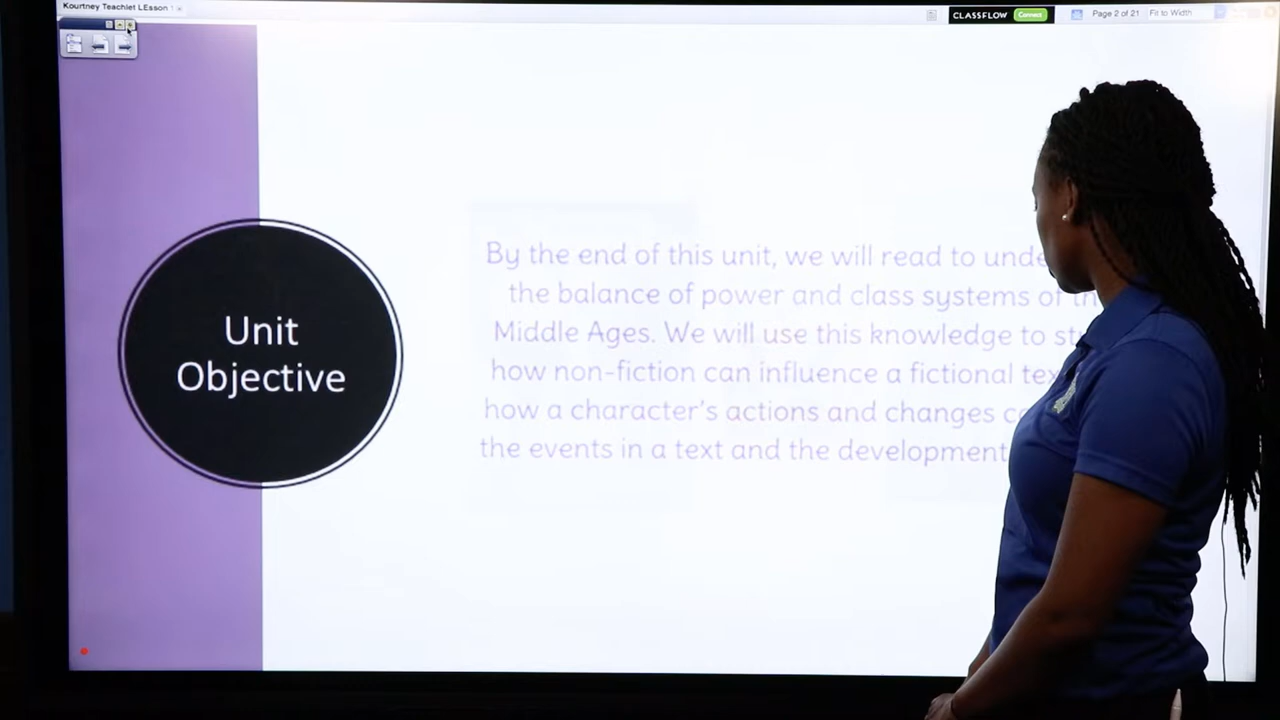 Kourtney Teachlet LEsson 1
CLASSFLOW Connect Page 2 of 21 Fit to Width
Unit
Objective
By the end of this unit, we will read to unde
the balance of power and class systems of th
Middle Ages. We will use this knowledge to st
how non-fiction can influence a fictional tex
how a character's actions and changes c
the events in a text and the development